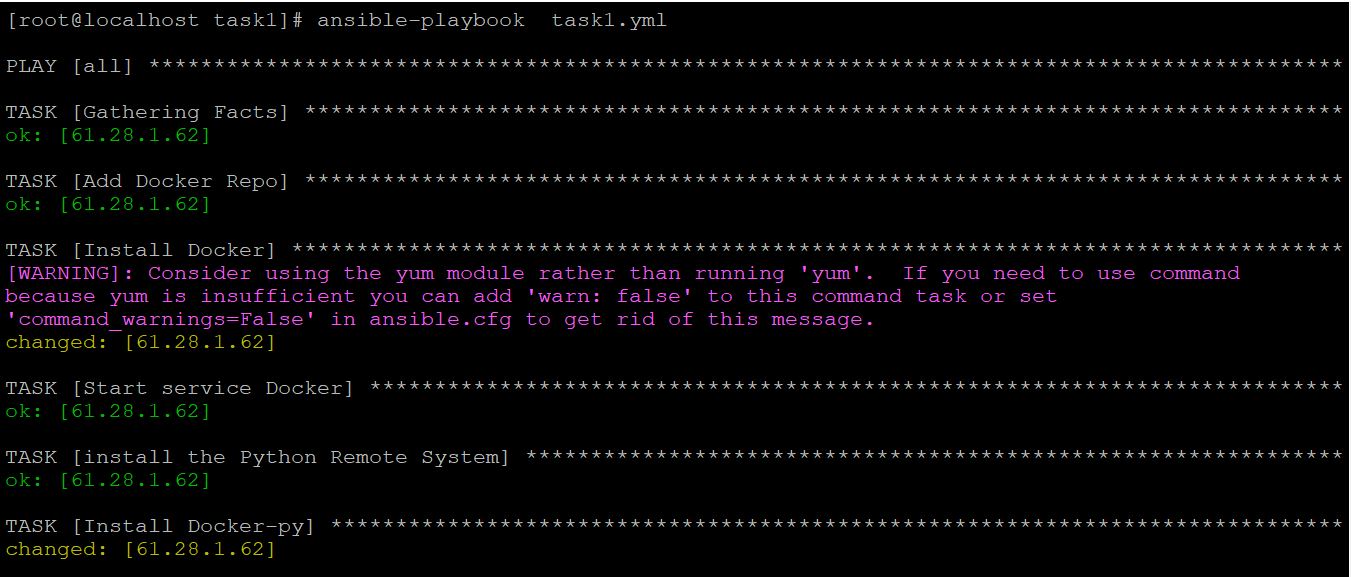 [root@localhost task1]# ansible-playbook  task1.yml
PLAY [all] ********************************************************************************************
TASK [Gathering Facts] ********************************************************************************
ok: [61.28.1.62]
TASK [Add Docker Repo] ********************************************************************************
ok: [61.28.1.62]
TASK [Install Docker] *********************************************************************************
[WARNING]: Consider using the yum module rather than running 'yum'.  If you need to use command
because yum is insufficient you can add 'warn: false' to this command task or set
'command_warnings=False' in ansible.cfg to get rid of this message.
changed: [61.28.1.62]
TASK [Start service Docker] ***************************************************************************
ok: [61.28.1.62]
TASK [install the Python Remote System] ***************************************************************
ok: [61.28.1.62]
TASK [Install Docker-py] ******************************************************************************
changed: [61.28.1.62]